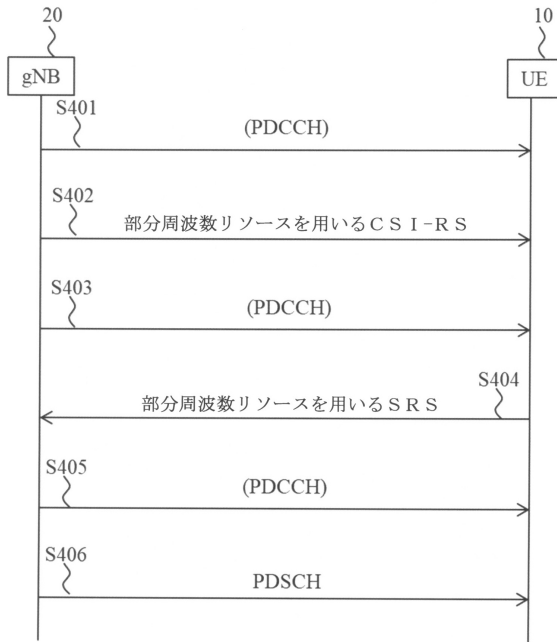 20
10
gNB
UE
S401
(PDCCH)
S402
部分周波数リソースを用いるＣＳＩ-ＲＳ
S403
(PDCCH)
S404
部分周波数リソースを用いるＳＲＳ
S405
(PDCCH)
S406
PDSCH